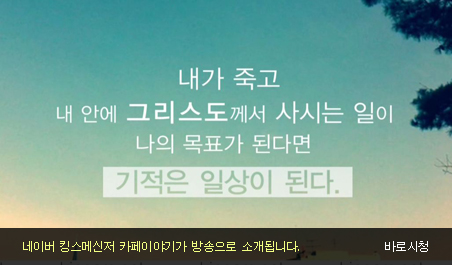 내가 죽고
내 안에 그리스도께서 사시는 일이
나의 목표가 된다면
기적은 일상이 된다.
네이버 킹스메신저 카페이야기가 방송으로 소개됩니다.
바로시청